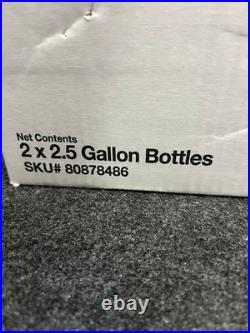 Net Contents
2 x 2.5 Gallon Bottles
SKU# 80878486